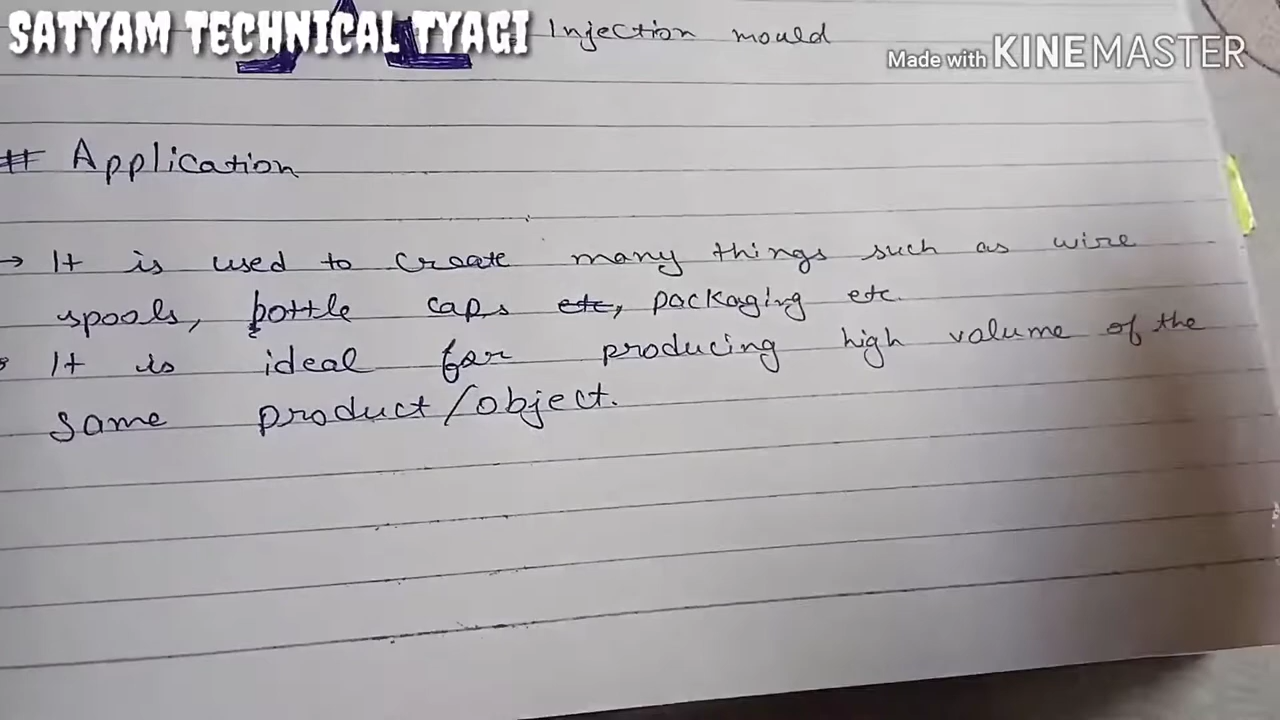 SATYAM TECHNICAL TYAGI
Injection mould
Made with KINEMASTER
# Application
→ It is used to create many things such as wire
spools, bottle caps etc, packaging etc.
It is ideal for producing high volume of the
same product/object.